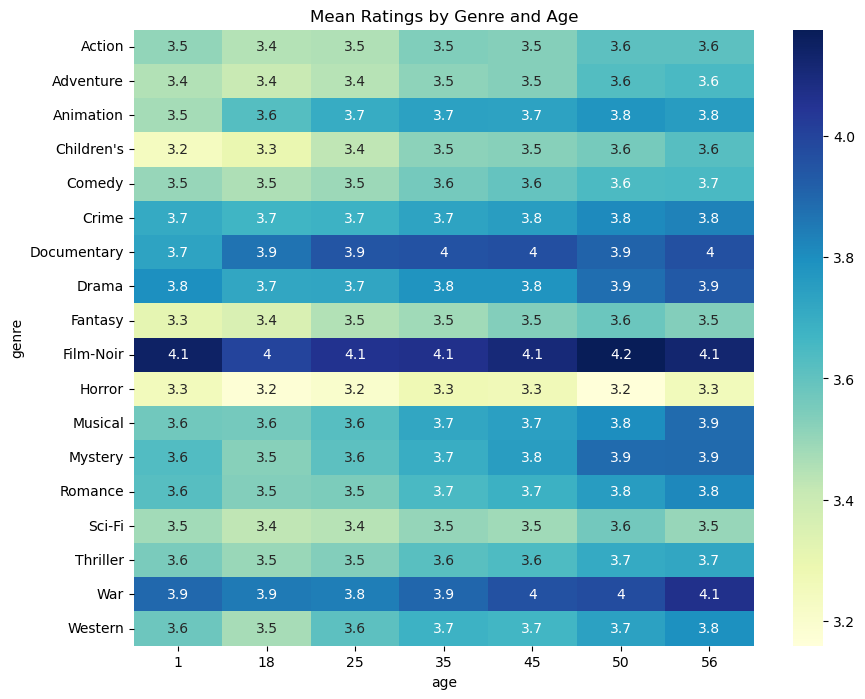 Mean Ratings by Genre and Age
Action 3.5 3.4 3.5 3.5 3.5 3.6 3.6
Adventure 3.4 3.4 3.4 3.5 3.5 3.6 3.6
Animation 3.5 3.6 3.7 3.7 3.7 3.8 3.8
Children's 3.2 3.3 3.4 3.5 3.5 3.6 3.6
Comedy 3.5 3.5 3.5 3.6 3.6 3.6 3.7
Crime 3.7 3.7 3.7 3.7 3.8 3.8 3.8
Documentary 3.7 3.9 3.9 4 4 3.9 4
Drama 3.8 3.7 3.7 3.8 3.8 3.9 3.9
Fantasy 3.3 3.4 3.5 3.5 3.5 3.6 3.5
Film-Noir 4.1 4 4.1 4.1 4.1 4.2 4.1
Horror 3.3 3.2 3.2 3.3 3.3 3.2 3.3
Musical 3.6 3.6 3.6 3.7 3.7 3.8 3.9
Mystery 3.6 3.5 3.6 3.7 3.8 3.9 3.9
Romance 3.6 3.5 3.5 3.7 3.7 3.8 3.8
Sci-Fi 3.5 3.4 3.4 3.5 3.5 3.6 3.5
Thriller 3.6 3.5 3.5 3.6 3.6 3.7 3.7
War 3.9 3.9 3.8 3.9 4 4 4.1
Western 3.6 3.5 3.6 3.7 3.7 3.7 3.8
1 18 25 35 45 50 56
age
genre
4.0
3.8
3.6
3.4
3.2